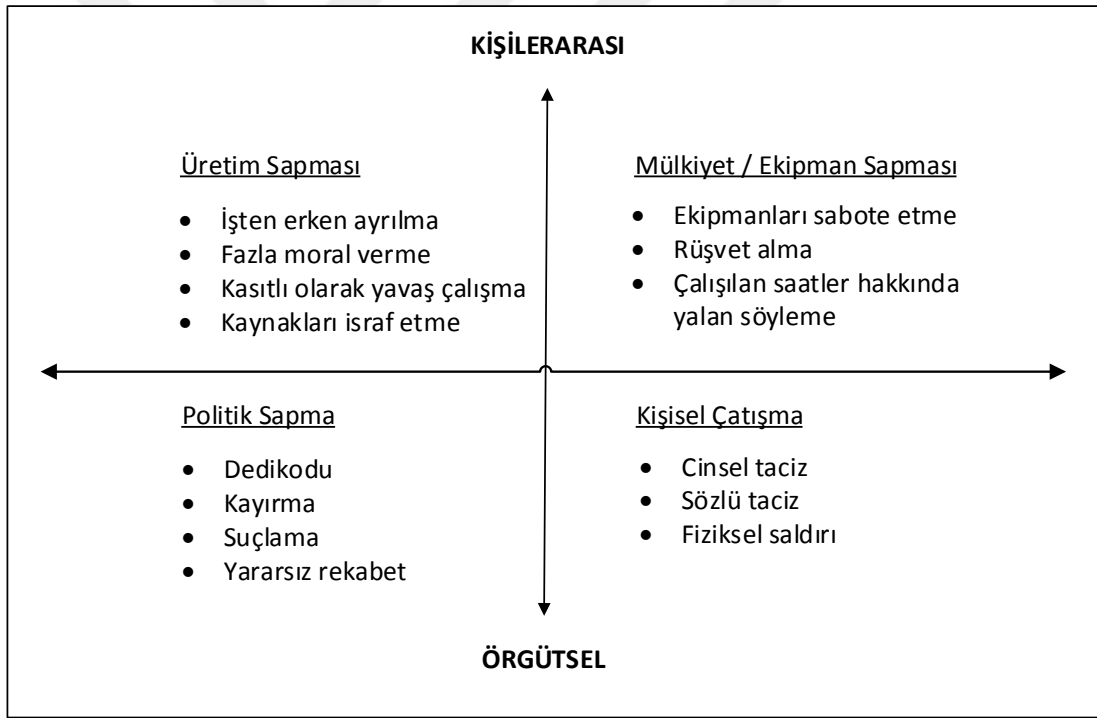 KİŞİLERARASI
Üretim Sapması
• İşten erken ayrılma
• Fazla moral verme
• Kasıtlı olarak yavaş çalışma
• Kaynakları israf etme
Mülkiyet / Ekipman Sapması
• Ekipmanları sabote etme
• Rüşvet alma
• Çalışılan saatler hakkında
yalan söyleme
Politik Sapma
• Dedikodu
• Kayırma
• Suçlama
• Yararsız rekabet
Kişisel Çatışma
• Cinsel taciz
• Sözlü taciz
• Fiziksel saldırı
ÖRGÜTSEL